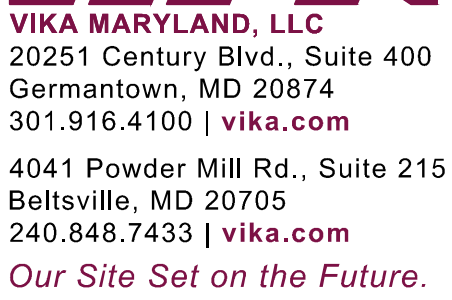 VIKA MARYLAND, LLC
20251 Century Blvd., Suite 400
Germantown, MD 20874
301.916.4100 | vika.com
4041 Powder Mill Rd., Suite 215
Beltsville, MD 20705
240.848.7433 | vika.com
Our Site Set on the Future.